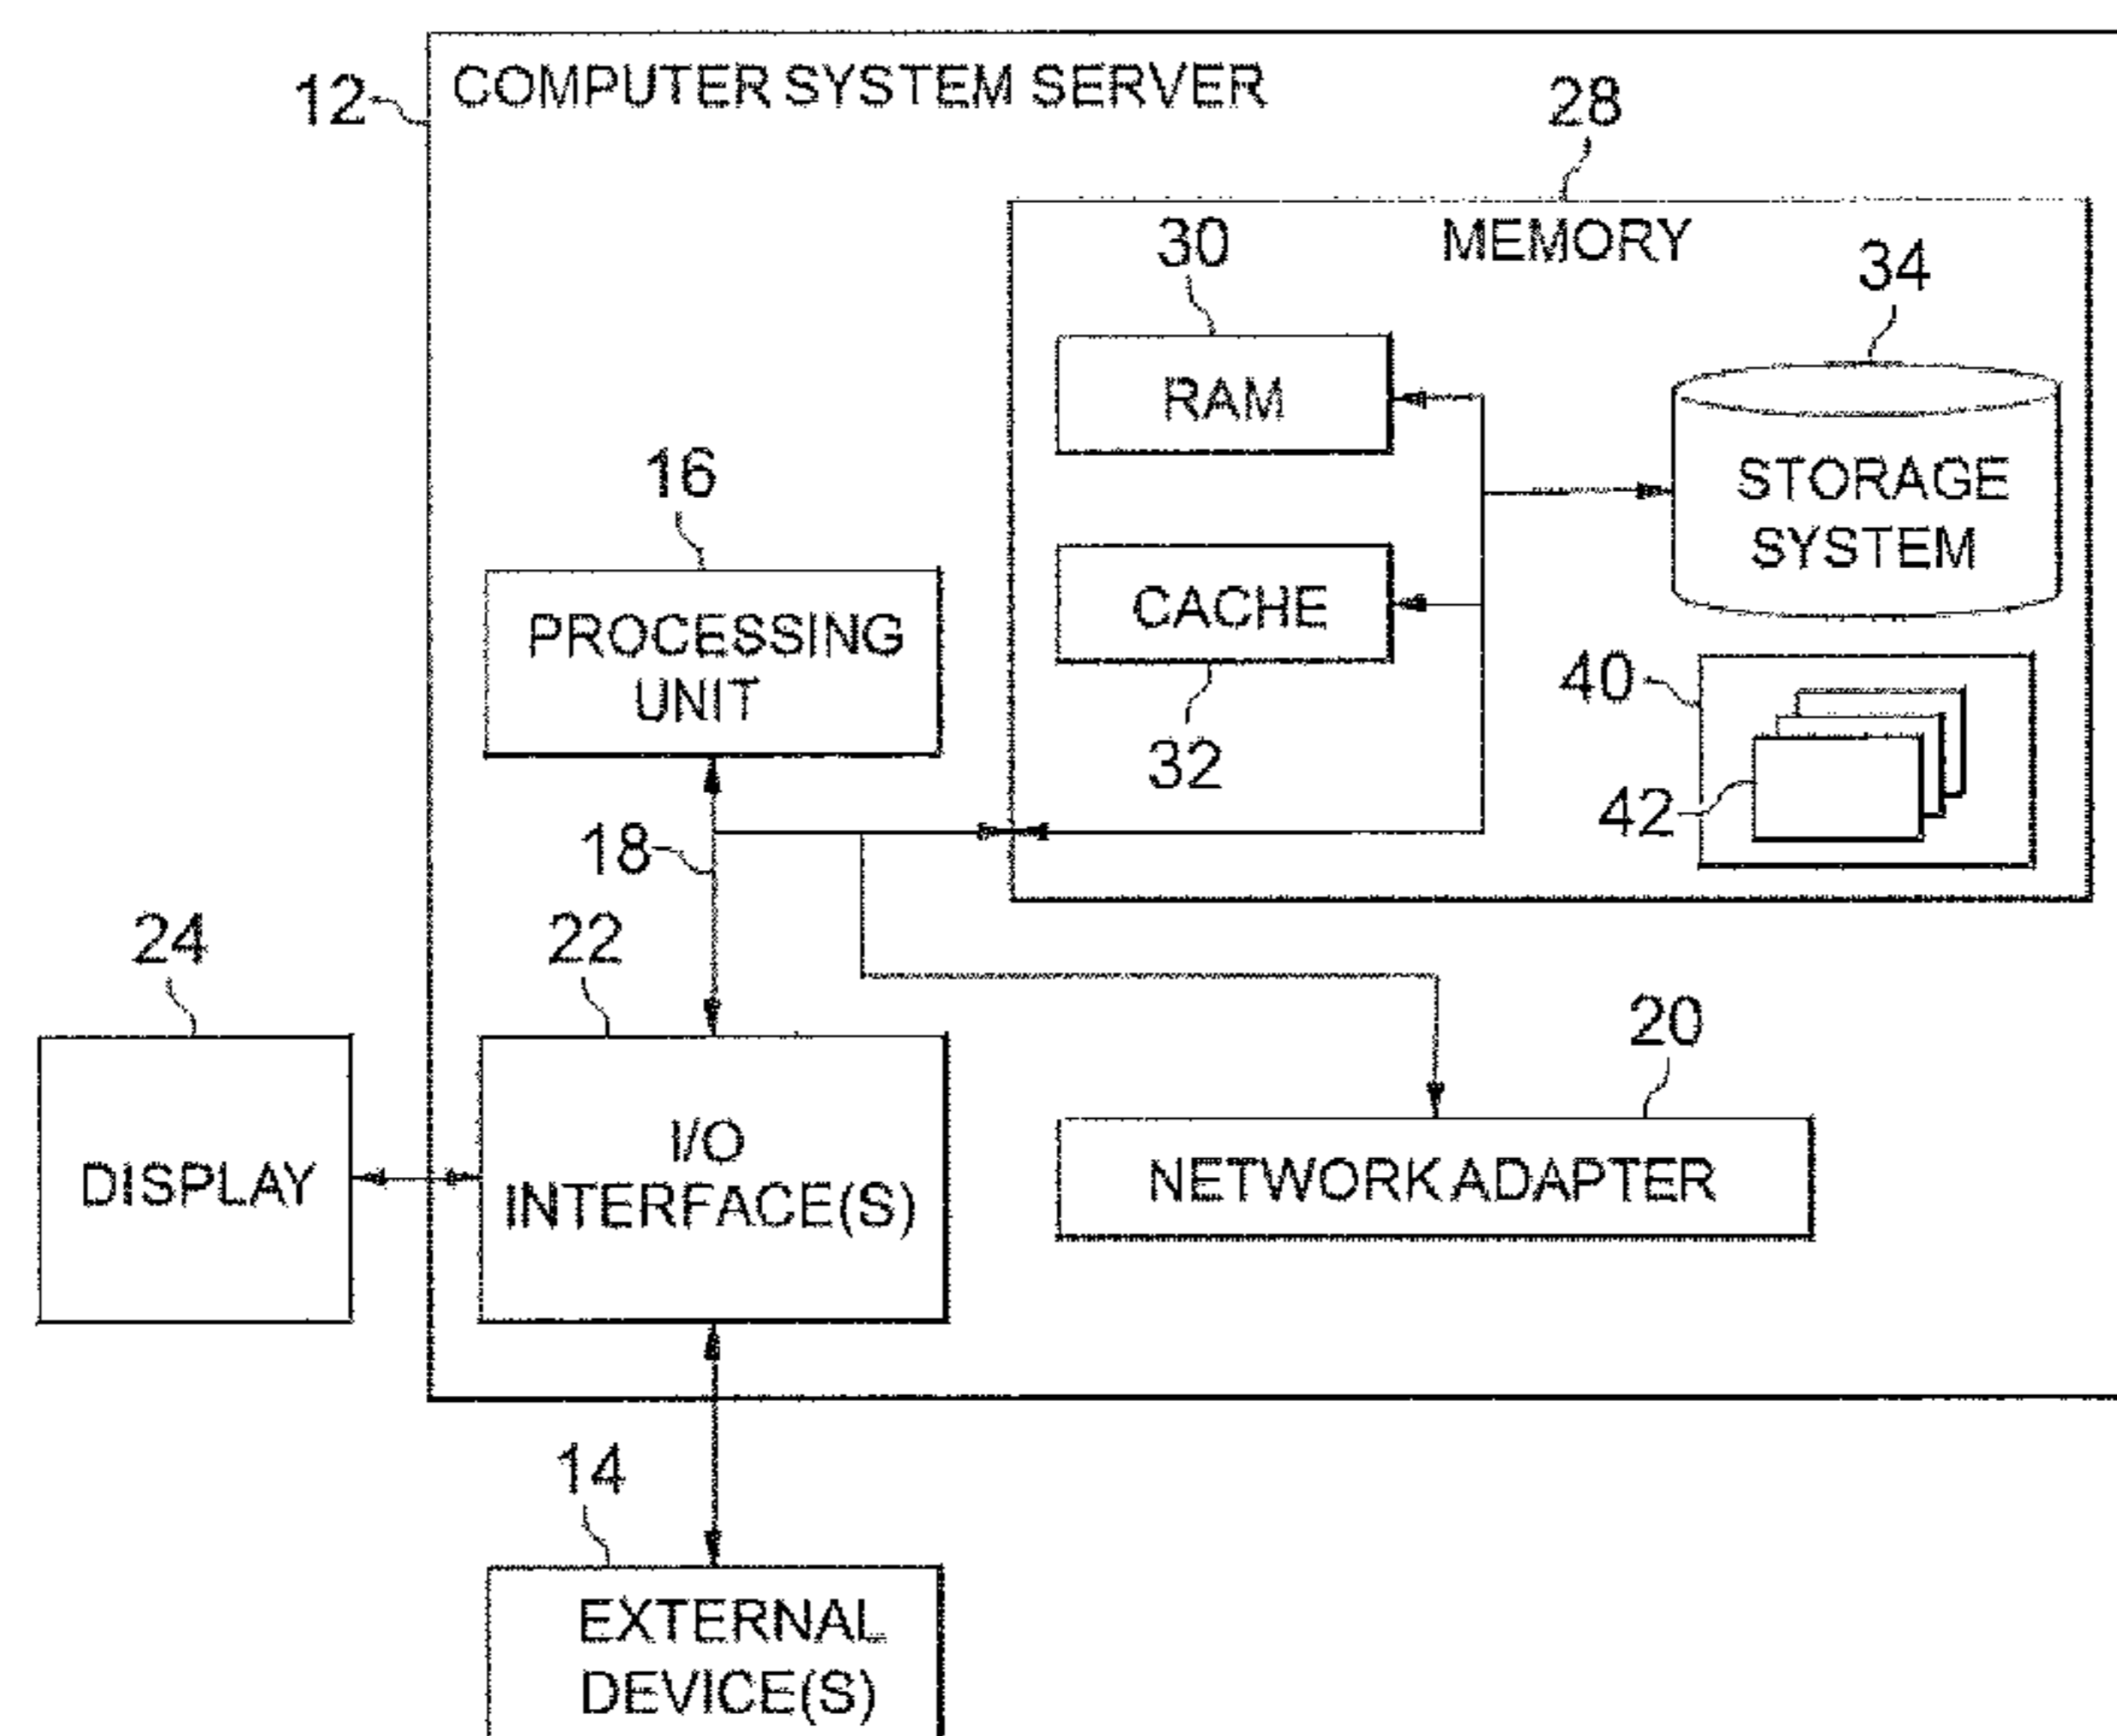 12
COMPUTER SYSTEM SERVER
28
MEMORY
30
34
RAM
STORAGE
SYSTEM
16
PROCESSING
UNIT
CACHE
32
40
42
18
24
22
20
DISPLAY
I/O
INTERFACE(S)
NETWORK ADAPTER
14
EXTERNAL
DEVICE(S)